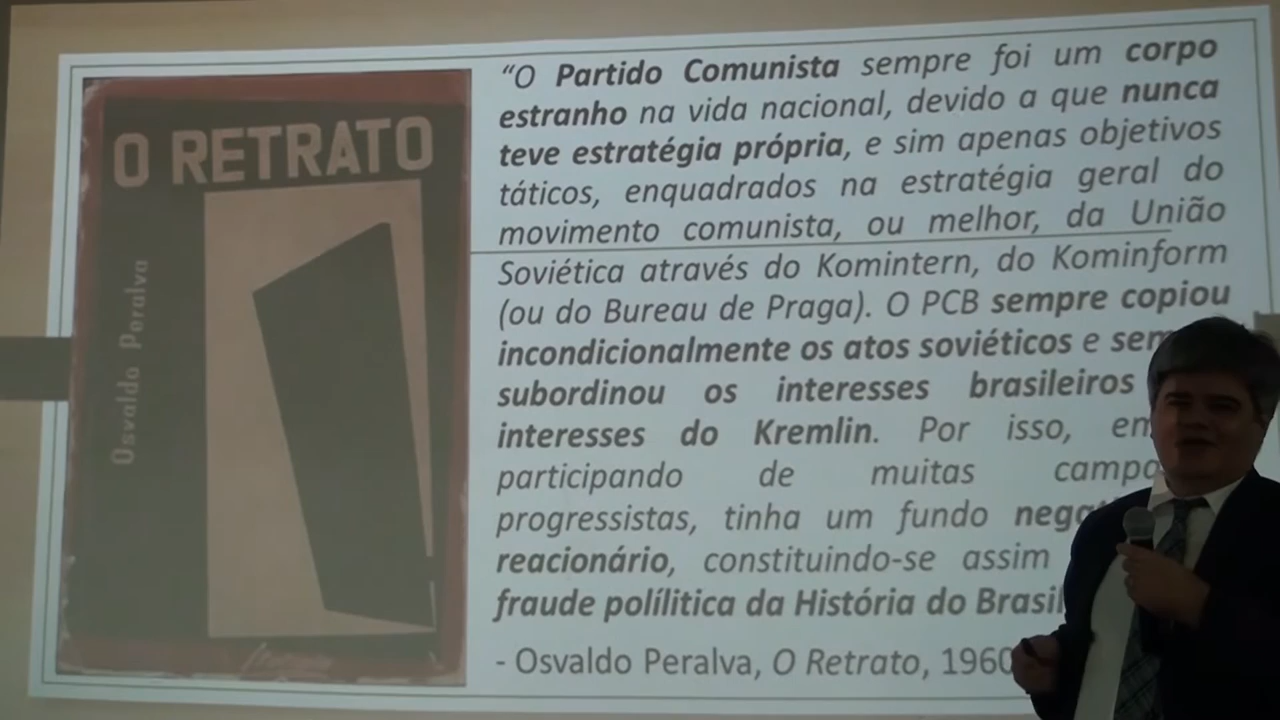 O RETRATO
Osvaldo Peralva
“O Partido Comunista sempre foi um corpo
estranho na vida nacional, devido a que nunca
teve estratégia própria, e sim apenas objetivos
táticos, enquadrados na estratégia geral do
movimento comunista, ou melhor, da União
Soviética através do Komintern, do Kominform
(ou do Bureau de Praga). O PCB sempre copiou
incondicionalmente os atos soviéticos e
subordinou os interesses brasileiros
interesses do Kremlin. Por isso,
participando de muitas
progressistas, tinha um fundo
reacionário, constituindo-se assim
fraude polílitica da História do Brasil
- Osvaldo Peralva, O Retrato, 1960